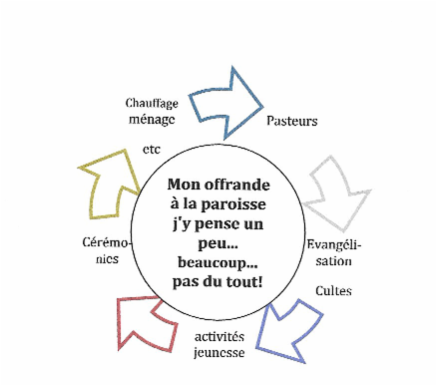 Chauffage
ménage
etc
Pasteurs
Mon offrande
à la paroisse
j'y pense un
peu...
beaucoup...
pas du tout!
Evangéli-
sation
Cultes
activités
jeunesse
Cérémo-
nies